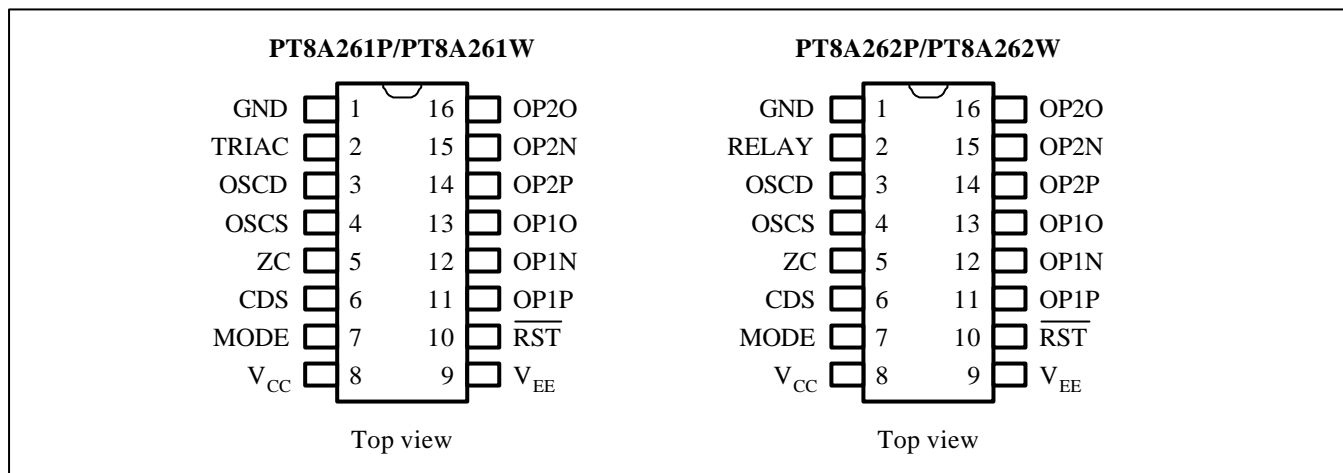 PT8A261P/PT8A261W
GND 1 16 OP2O
TRIAC 2 15 OP2N
OSCD 3 14 OP2P
OSCS 4 13 OP1O
ZC 5 12 OP1N
CDS 6 11 OP1P
MODE 7 10 RST
VCC 8 9 VEE
Top view
PT8A262P/PT8A262W
GND 1 16 OP2O
RELAY 2 15 OP2N
OSCD 3 14 OP2P
OSCS 4 13 OP1O
ZC 5 12 OP1N
CDS 6 11 OP1P
MODE 7 10 RST
VCC 8 9 VEE
Top view